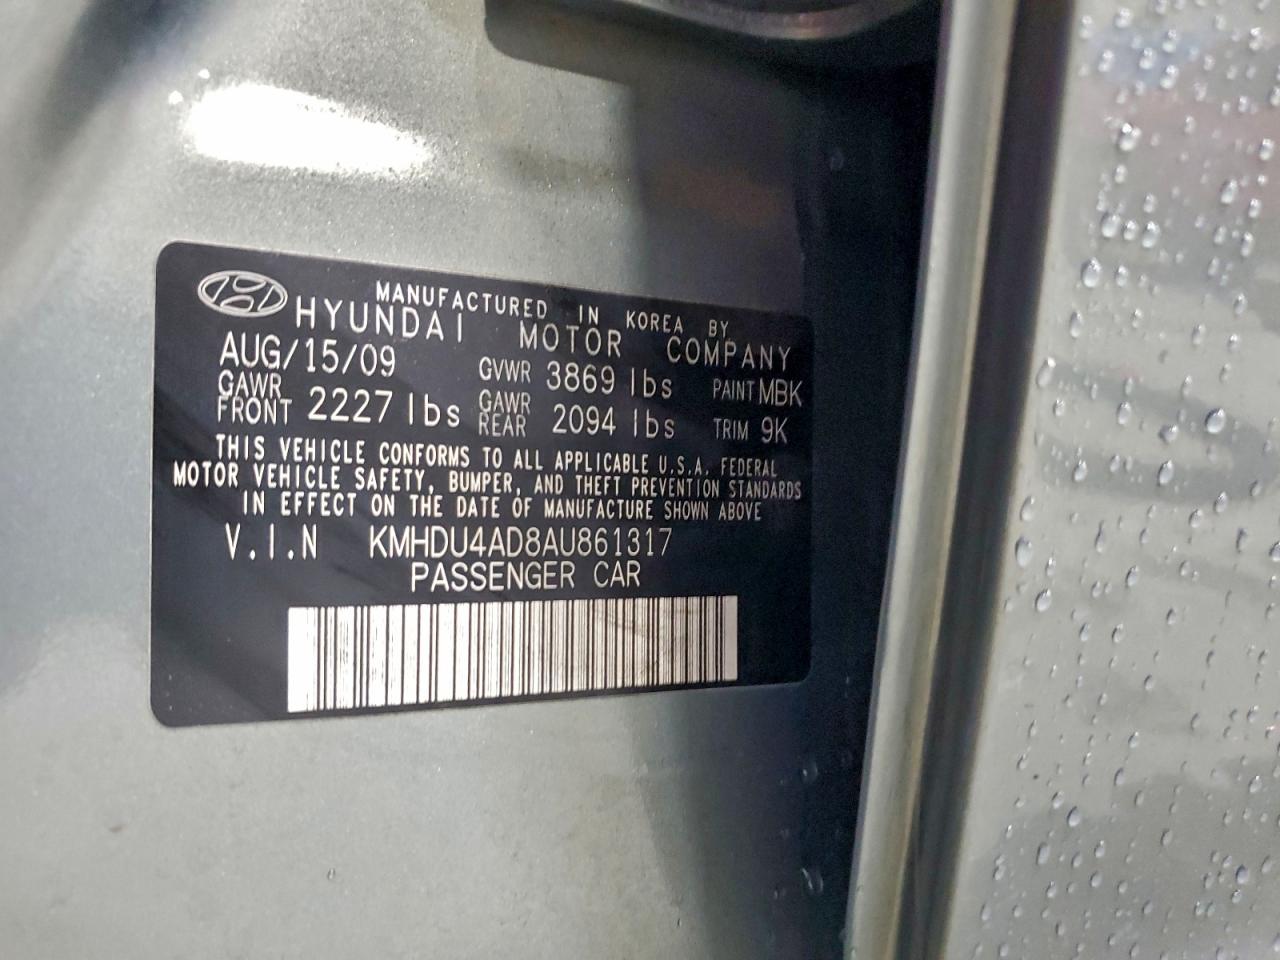 MANUFACTURED IN KOREA BY
HYUNDAI MOTOR COMPANY
AUG/15/09 GVWR 3869 lbs PAINT MBK
GAWR FRONT 2227 lbs GAWR REAR 2094 lbs TRIM 9K
THIS VEHICLE CONFORMS TO ALL APPLICABLE U.S.A. FEDERAL
MOTOR VEHICLE SAFETY, BUMPER, AND THEFT PREVENTION STANDARDS
IN EFFECT ON THE DATE OF MANUFACTURE SHOWN ABOVE
V.I.N KMHDU4AD8AU861317
PASSENGER CAR